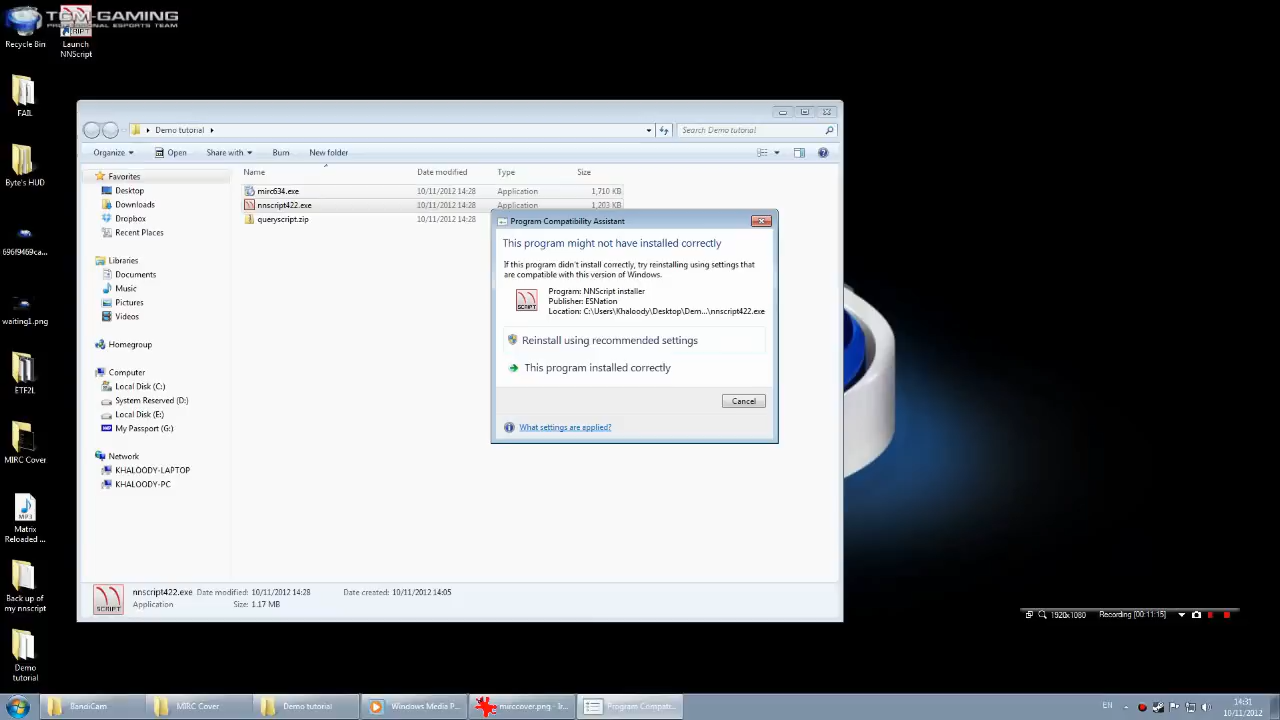 TCM-GAMING
PROFESSIONAL ESPORTS TEAM
Recycle Bin
Launch
NNScript
FAIL
Byte's HUD
696f9469ca...
waiting1.png
ETF2L
MIRC Cover
Matrix
Reloaded ...
Back up of
my nnscript
Demo
tutorial
Demo tutorial
Search Demo tutorial
Organize
Open
Share with
Burn
New folder
Favorites
Desktop
Downloads
Dropbox
Recent Places
Libraries
Documents
Music
Pictures
Videos
Homegroup
Computer
Local Disk (C:)
System Reserved (D:)
Local Disk (E:)
My Passport (G:)
Network
KHALOODY-LAPTOP
KHALOODY-PC
Name Date modified Type Size
mirc634.exe 10/11/2012 14:28 Application 1,710 KB
nnscript422.exe 10/11/2012 14:28 Application 1,203 KB
queryscript.zip 10/11/2012 14:28
Program Compatibility Assistant
This program might not have installed correctly
If this program didn't install correctly, try reinstalling using settings that
are compatible with this version of Windows.
SCRIPT
Program: NNScript installer
Publisher: ESNation
Location: C:\Users\Khaloody\Desktop\Dem...\nnscript422.exe
Reinstall using recommended settings
This program installed correctly
Cancel
What settings are applied?
SCRIPT
nnscript422.exe Date modified: 10/11/2012 14:28 Date created: 10/11/2012 14:05
Application Size: 1.17 MB
1920x1080 Recording [00:11:15]
BandiCam
MIRC Cover
Demo tutorial
Windows Media P...
mirccover.png - Ir...
Program Compati...
EN
14:31
10/11/2012